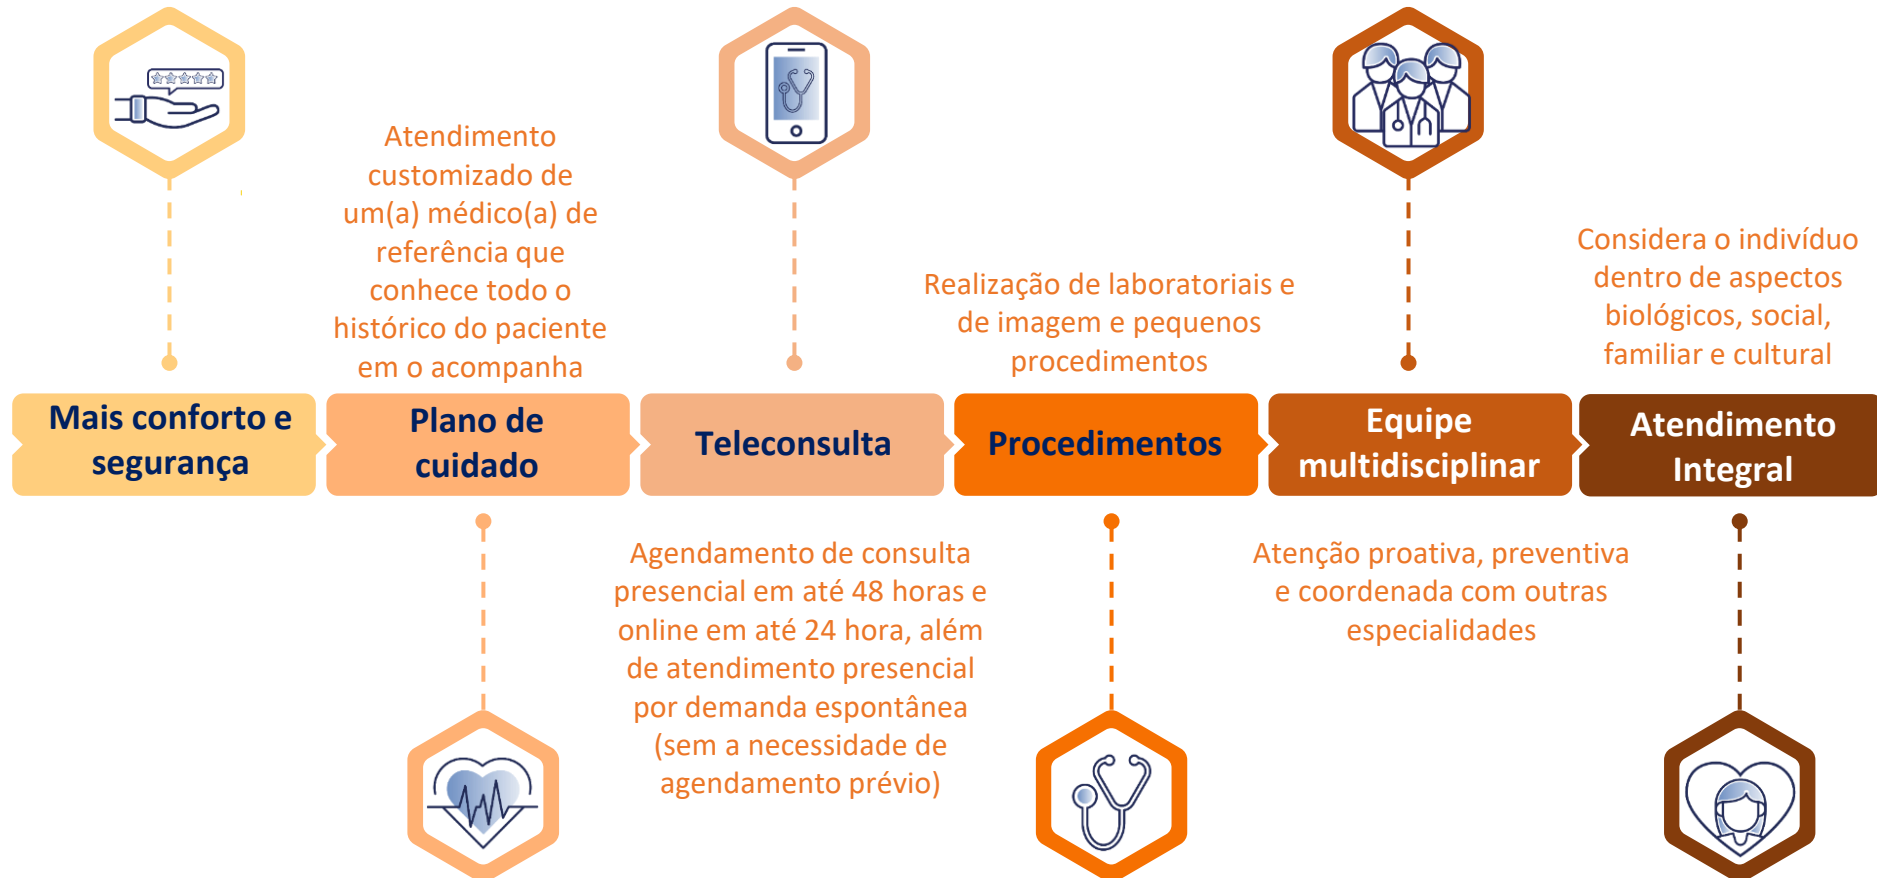 Mais conforto e
segurança
Atendimento
customizado de
um(a) médico(a) de
referência que
conhece todo o
histórico do paciente
em o acompanha
Plano de
cuidado
Teleconsulta
Agendamento de consulta
presencial em até 48 horas e
online em até 24 hora, além
de atendimento presencial
por demanda espontânea
(sem a necessidade de
agendamento prévio)
Realização de laboratoriais e
de imagem e pequenos
procedimentos
Procedimentos
Equipe
multidisciplinar
Atenção proativa, preventiva
e coordenada com outras
especialidades
Considera o indivíduo
dentro de aspectos
biológicos, social,
familiar e cultural
Atendimento
Integral